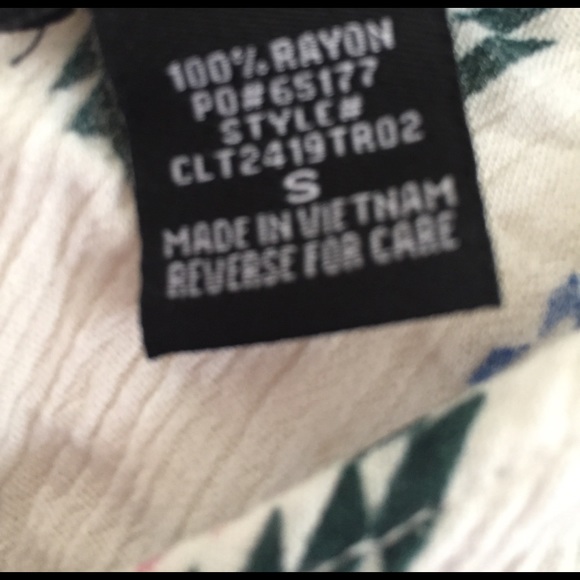 100% RAYON
PO#65177
STYLE#
CLT2419TR02
S
MADE IN VIETNAM
REVERSE FOR CARE